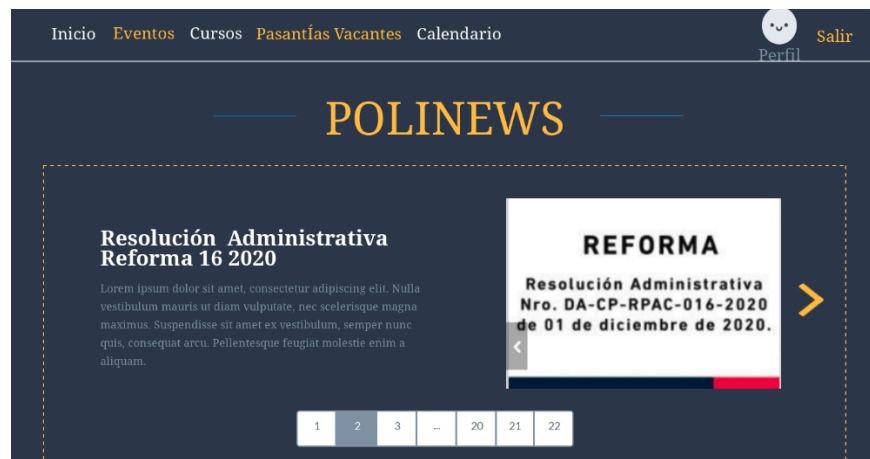 Inicio Eventos Cursos PasantÍas Vacantes Calendario
Perfil
Salir
POLINEWS
Resolución Administrativa
Reforma 16 2020
Lorem ipsum dolor sit amet, consectetur adipiscing elit. Nulla
vestibulum mauris ut diam vulputate, nec scelerisque magna
maximus. Suspendisse sit amet ex vestibulum, semper nunc
quis, consequat arcu. Pellentesque feugiat molestie enim a
aliquam.
REFORMA
Resolución Administrativa
Nro. DA-CP-RPAC-016-2020
de 01 de diciembre de 2020.
1 2 3 ... 20 21 22